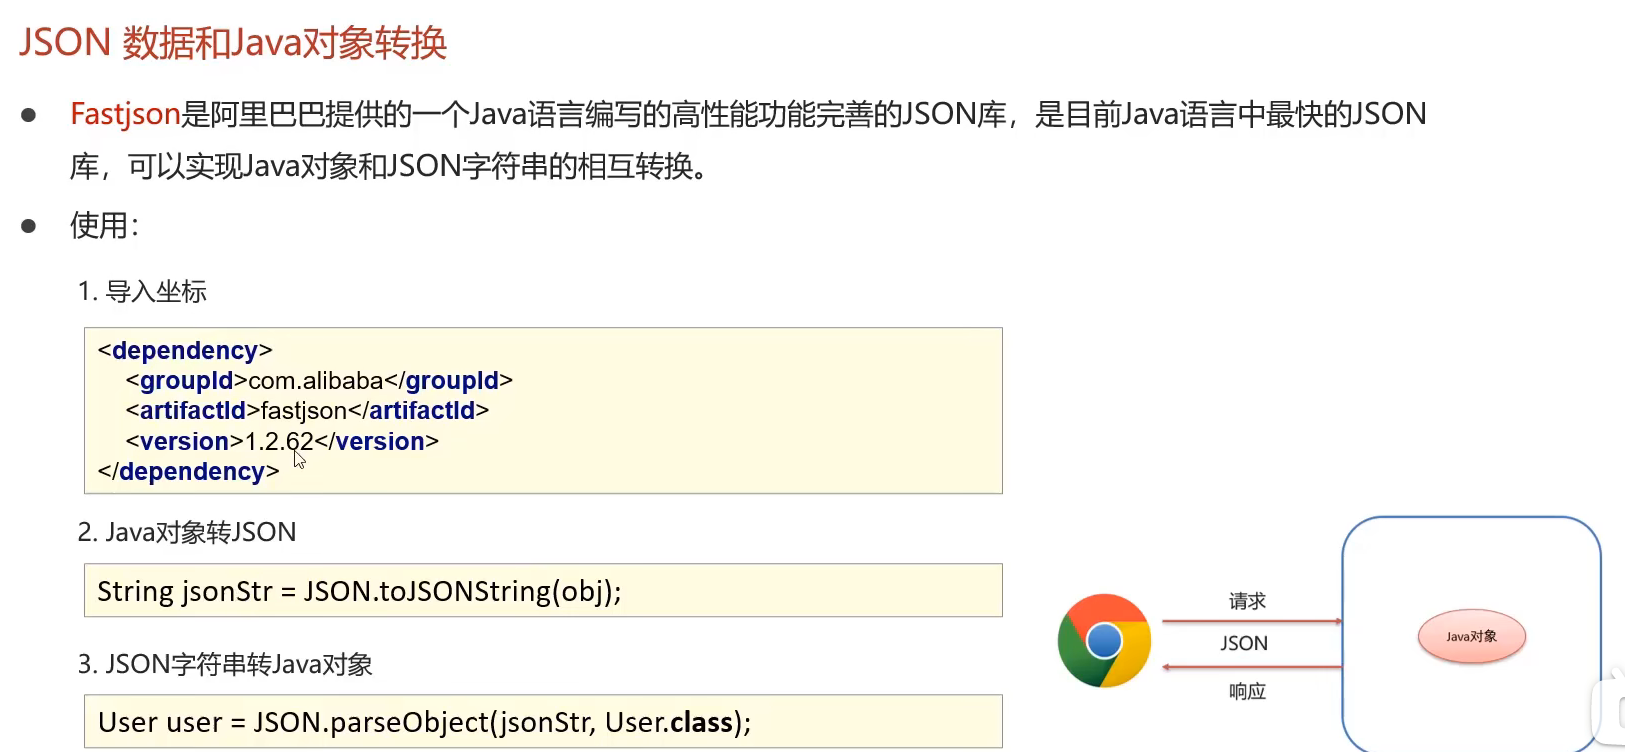 JSON 数据和Java对象转换
● Fastjson是阿里巴巴提供的一个Java语言编写的高性能功能完善的JSON库，是目前Java语言中最快的JSON
库，可以实现Java对象和JSON字符串的相互转换。
● 使用：
1. 导入坐标
<dependency>
    <groupId>com.alibaba</groupId>
    <artifactId>fastjson</artifactId>
    <version>1.2.62</version>
</dependency>
2. Java对象转JSON
String jsonStr = JSON.toJSONString(obj);
3. JSON字符串转Java对象
User user = JSON.parseObject(jsonStr, User.class);
请求
JSON
响应
Java对象